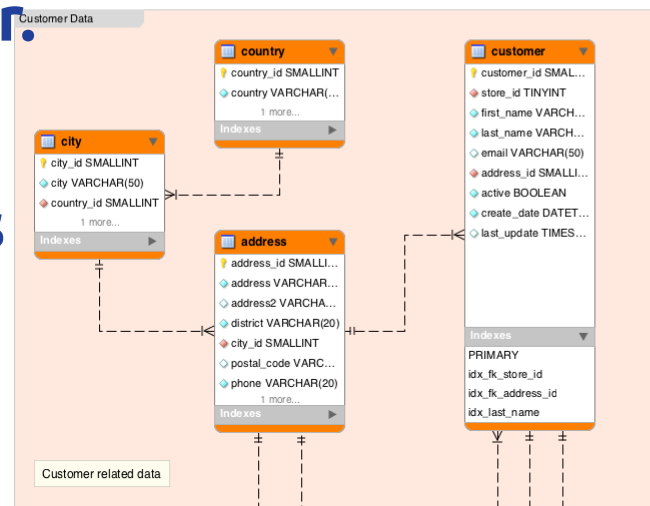 r.
s
Customer Data
country
country_id SMALLINT
country VARCHAR(...
1 more...
Indexes
customer
customer_id SMAL...
store_id TINYINT
first_name VARCH...
last_name VARCH...
email VARCHAR(50)
address_id SMALLI...
active BOOLEAN
create_date DATET...
last_update TIMES...
Indexes
PRIMARY
idx_fk_store_id
idx_fk_address_id
idx_last_name
city
city_id SMALLINT
city VARCHAR(50)
country_id SMALLINT
1 more...
Indexes
address
address_id SMALLI...
address VARCHAR...
address2 VARCHA...
district VARCHAR(20)
city_id SMALLINT
postal_code VARC...
phone VARCHAR(20)
1 more...
Indexes
Customer related data